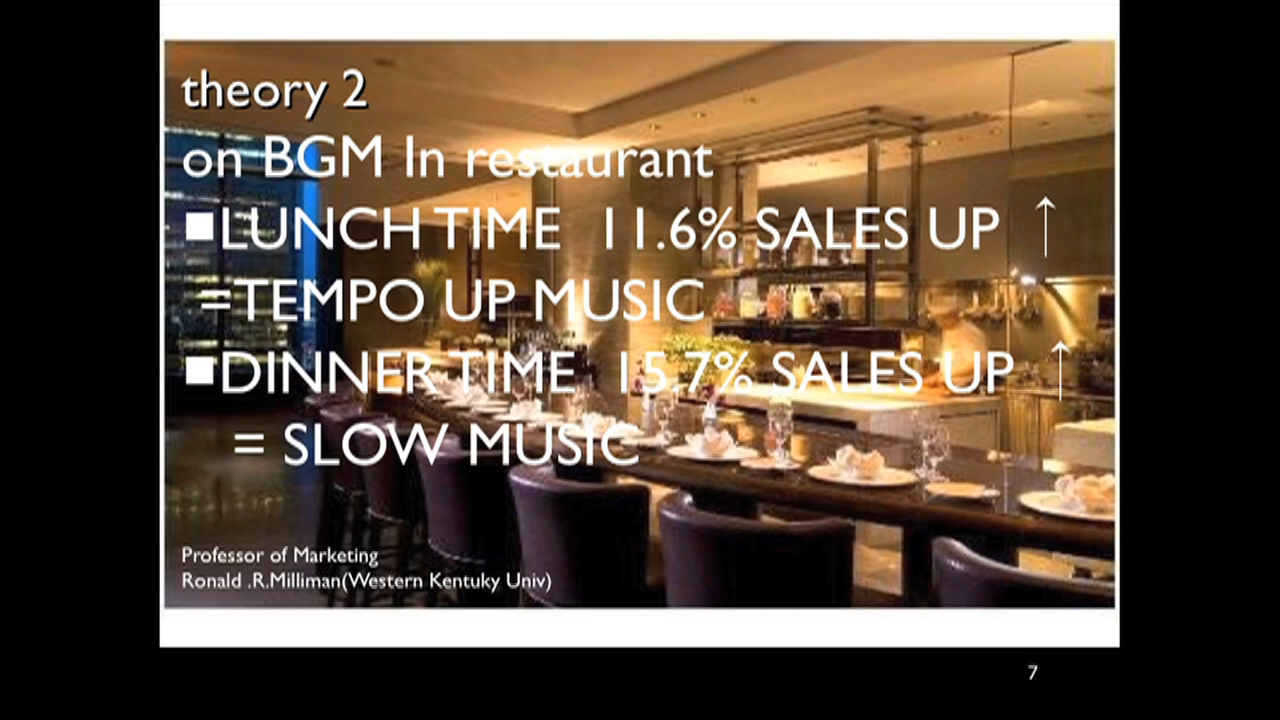 theory 2
on BGM In restaurant
■LUNCH TIME 11.6% SALES UP ↑
=TEMPO UP MUSIC
■DINNER TIME 15.7% SALES UP ↑
= SLOW MUSIC
Professor of Marketing
Ronald .R.Milliman(Western Kentuky Univ)
7